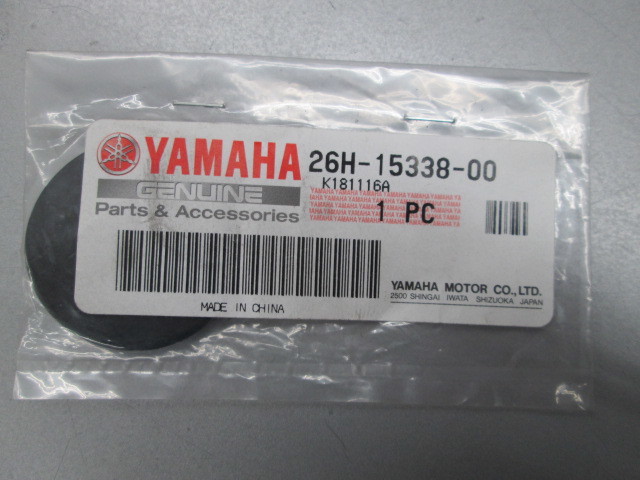 YAMAHA 26H-15338-00
GENUINE K181116A
Parts & Accessories 1 PC
YAMAHA MOTOR CO., LTD.
2500 SHINGAI IWATA SHIZUOKA JAPAN
MADE IN CHINA